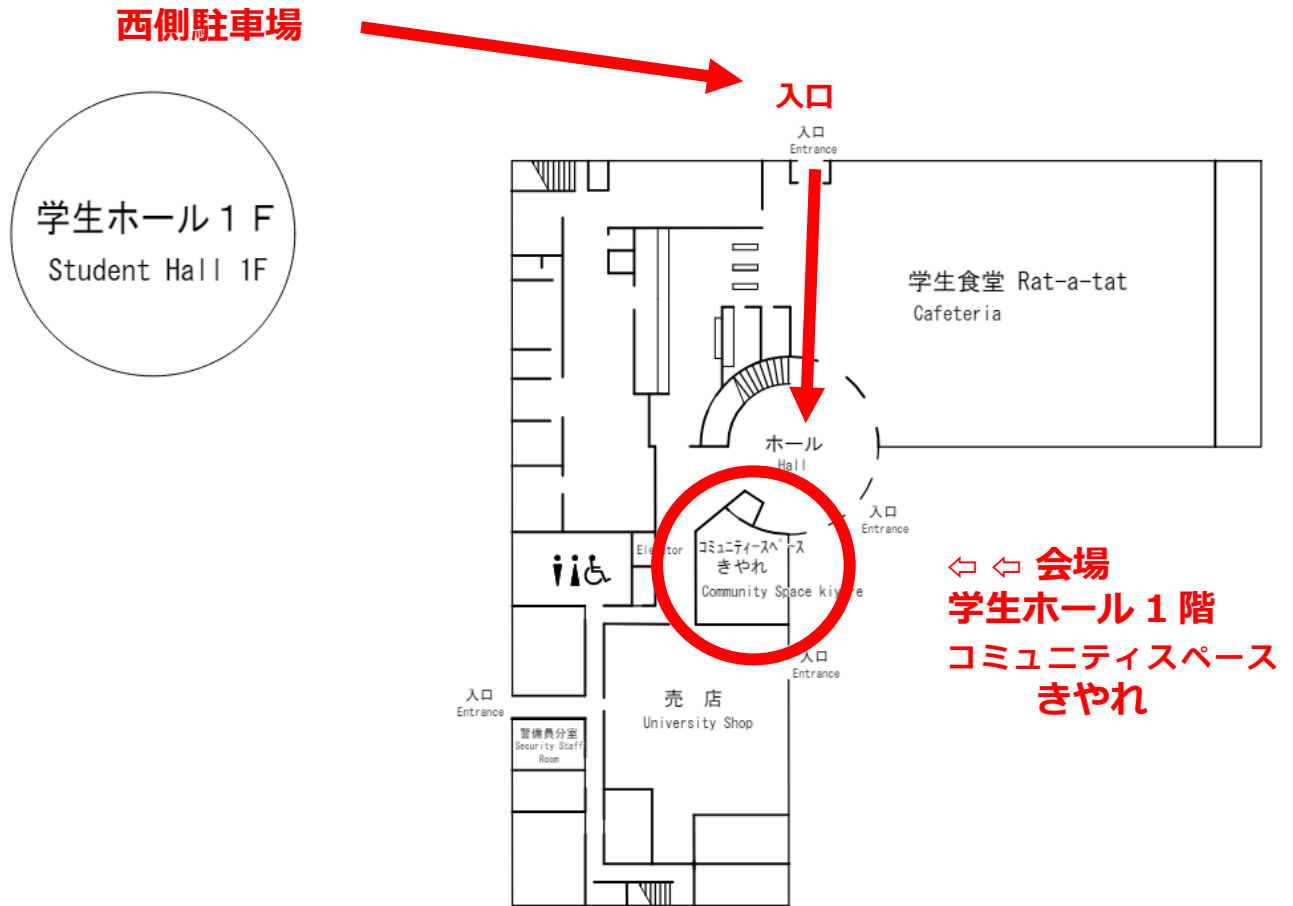 西側駐車場
入口
入口
Entrance
学生ホール1F
Student Hall 1F
学生食堂 Rat-a-tat
Cafeteria
ホール
Hall
入口
Entrance
コミュニティースペース
きやれ
Community Space
⇦ ⇦ 会場
学生ホール 1 階
コミュニティスペース
きやれ
入口
Entrance
売 店
University Shop
入口
Entrance
警備員分室
Security Staff
Room